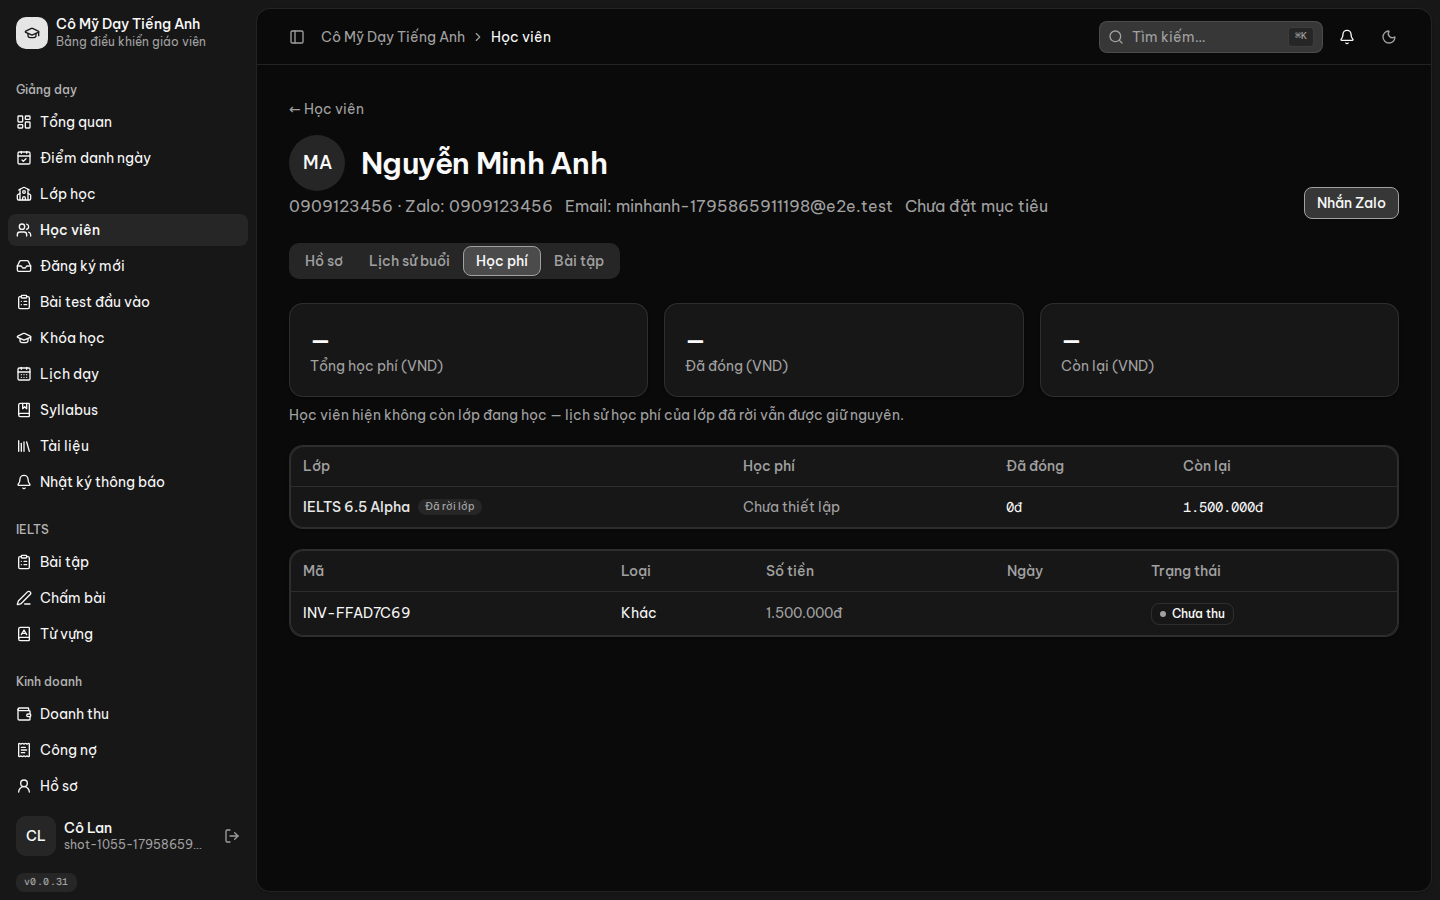 Cô Mỹ Dạy Tiếng Anh
Bảng điều khiển giáo viên
Giảng dạy
Tổng quan
Điểm danh ngày
Lớp học
Học viên
Đăng ký mới
Bài test đầu vào
Khóa học
Lịch dạy
Syllabus
Tài liệu
Nhật ký thông báo
IELTS
Bài tập
Chấm bài
Từ vựng
Kinh doanh
Doanh thu
Công nợ
Hồ sơ
CL
Cô Lan
shot-1055-17958659...
v0.0.31
Cô Mỹ Dạy Tiếng Anh > Học viên
Tìm kiếm... ⌘K
← Học viên
MA Nguyễn Minh Anh
0909123456 · Zalo: 0909123456 Email: minhanh-1795865911198@e2e.test Chưa đặt mục tiêu
Nhắn Zalo
Hồ sơ Lịch sử buổi Học phí Bài tập
—
Tổng học phí (VND)
—
Đã đóng (VND)
—
Còn lại (VND)
Học viên hiện không còn lớp đang học — lịch sử học phí của lớp đã rời vẫn được giữ nguyên.
Lớp Học phí Đã đóng Còn lại
IELTS 6.5 Alpha Đã rời lớp Chưa thiết lập 0đ 1.500.000đ
Mã Loại Số tiền Ngày Trạng thái
INV-FFAD7C69 Khác 1.500.000đ Chưa thu